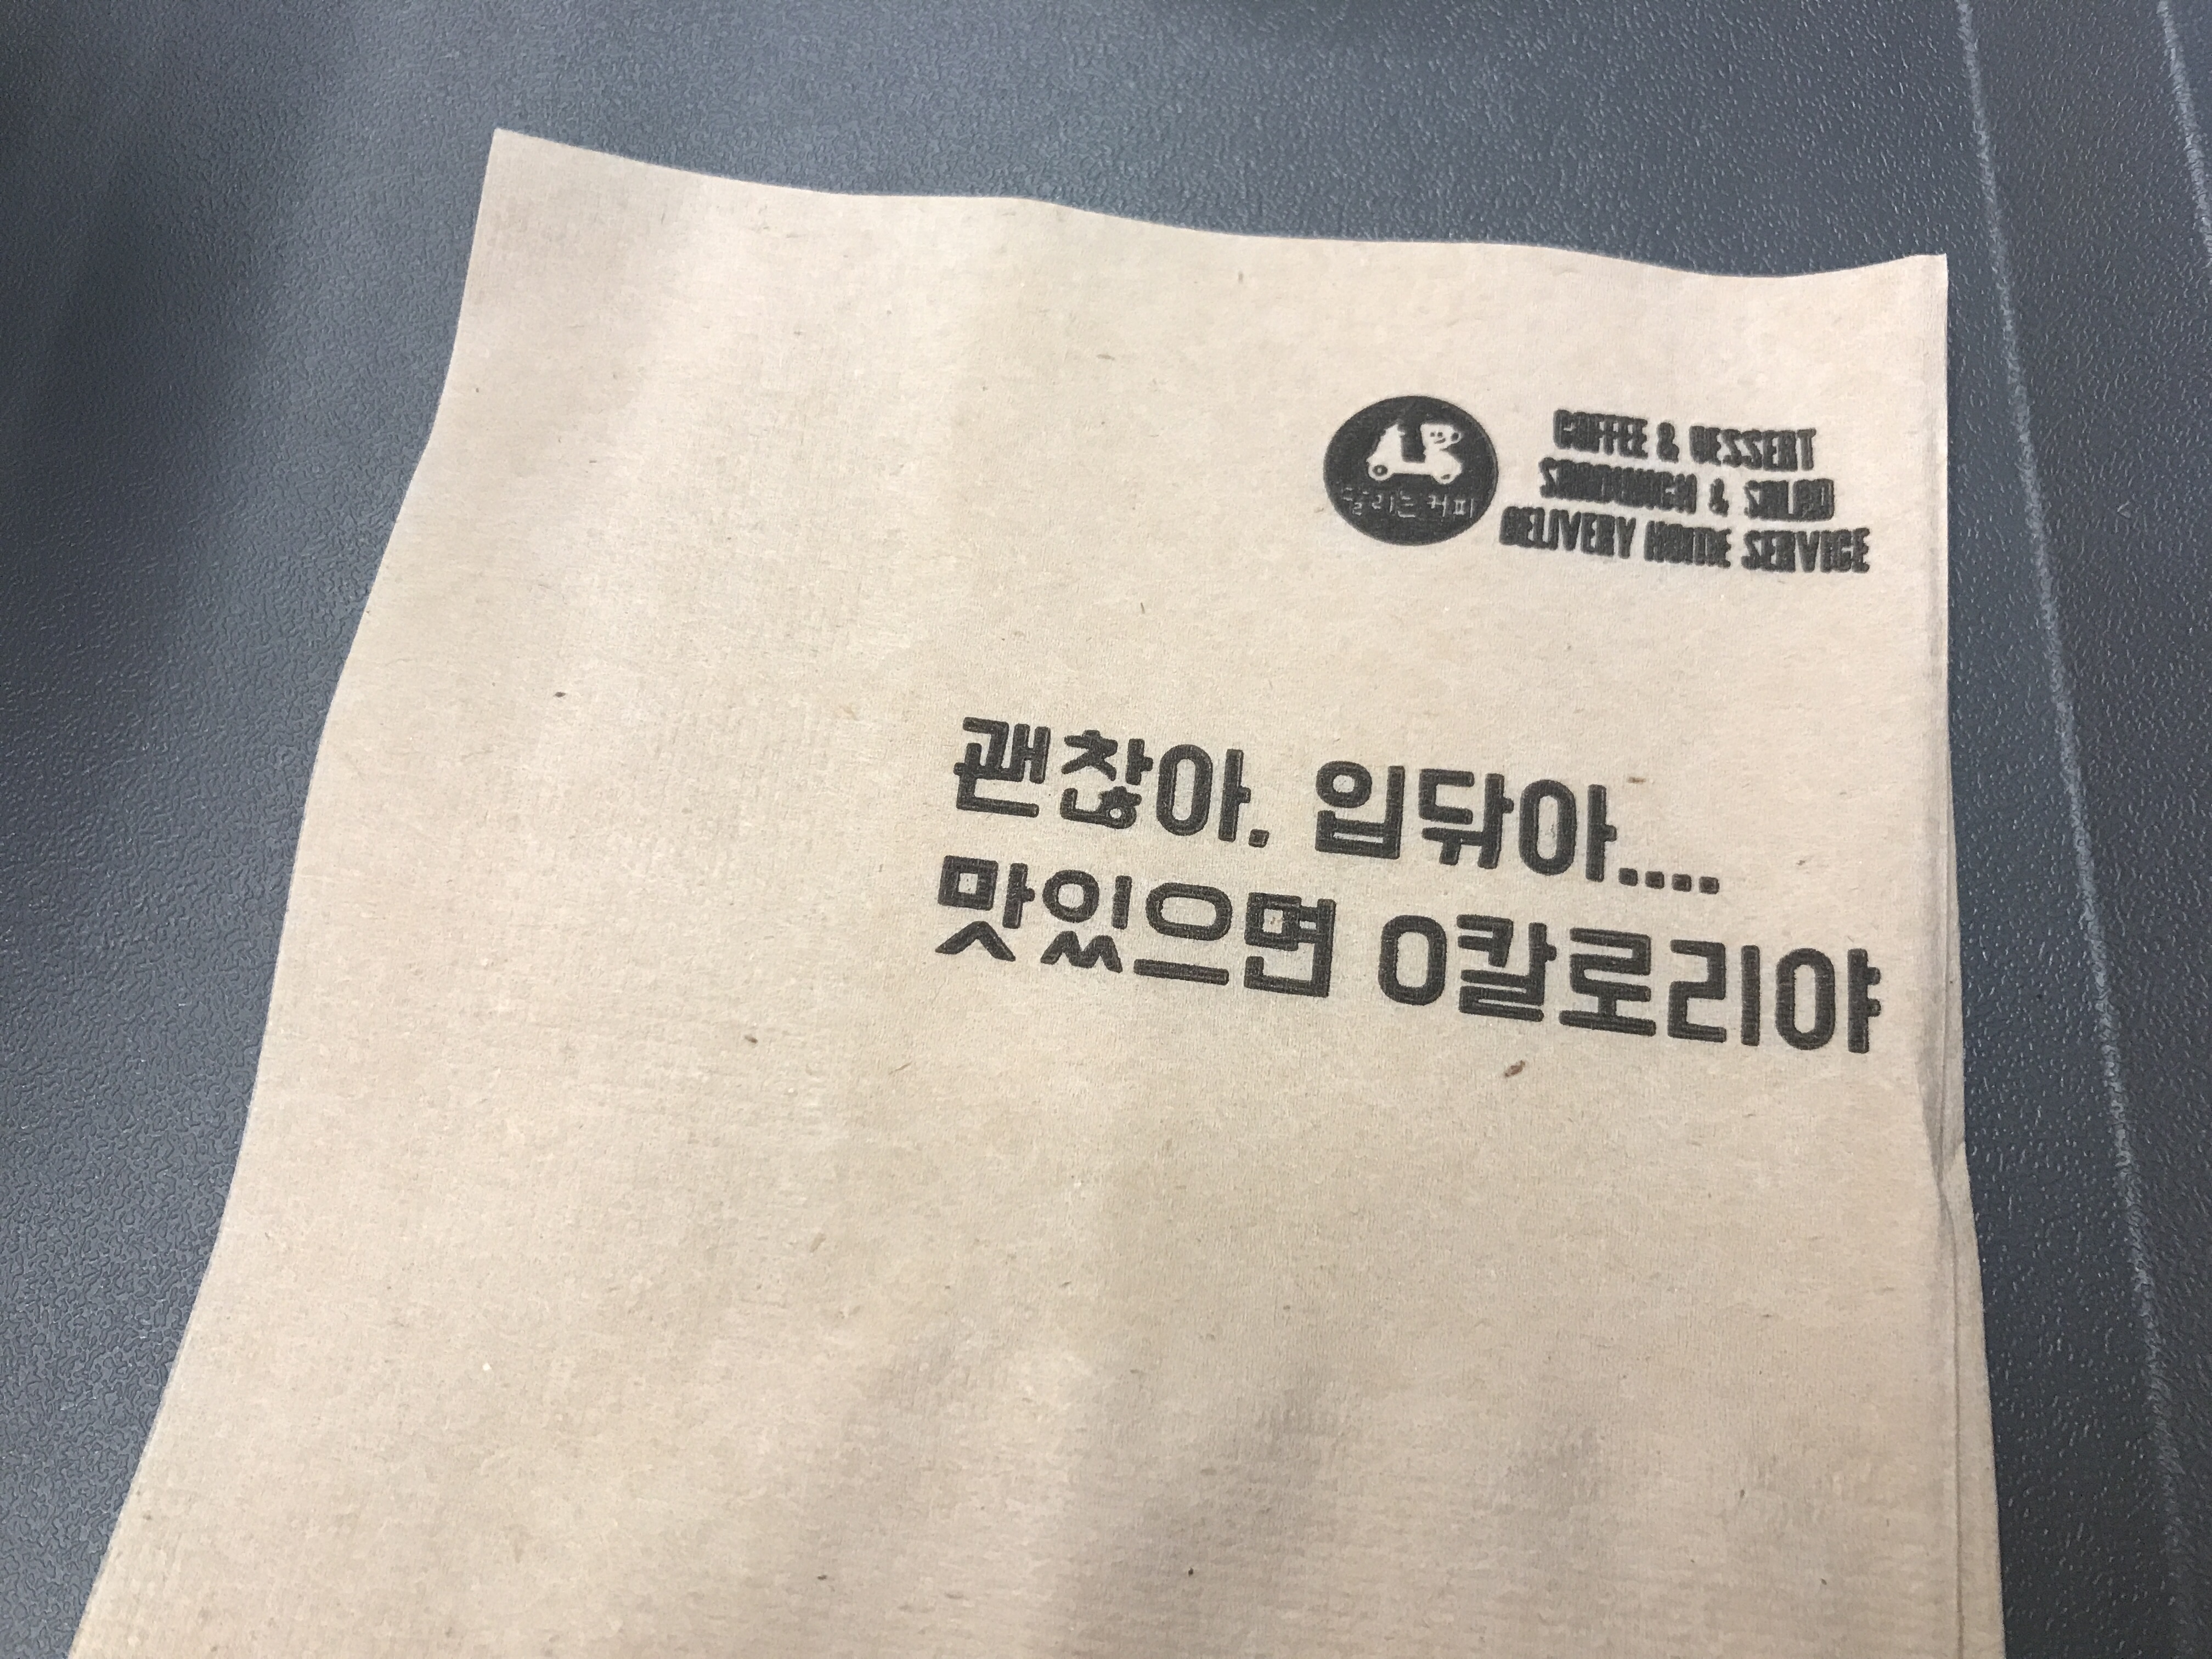 달리는 커피
COFFEE & DESSERT
SANDWICH & SALAD
DELIVERY HOME SERVICE
괜찮아. 입닦아....
맛있으면 0칼로리야